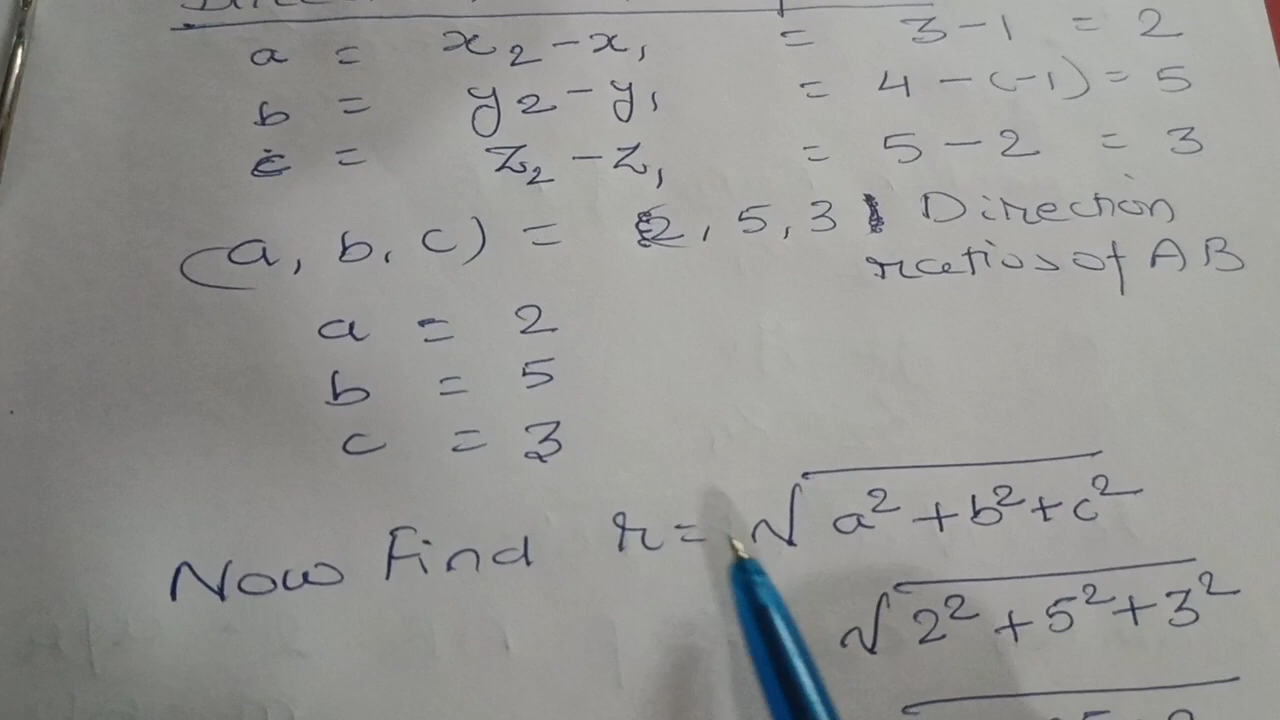 a = x₂ - x₁ = 3 - 1 = 2
b = y₂ - y₁ = 4 - (-1) = 5
c = z₂ - z₁ = 5 - 2 = 3
(a, b, c) = 2, 5, 3 Direction
ratios of AB
a = 2
b = 5
c = 3
Now Find r = √a² + b² + c²
√2² + 5² + 3²